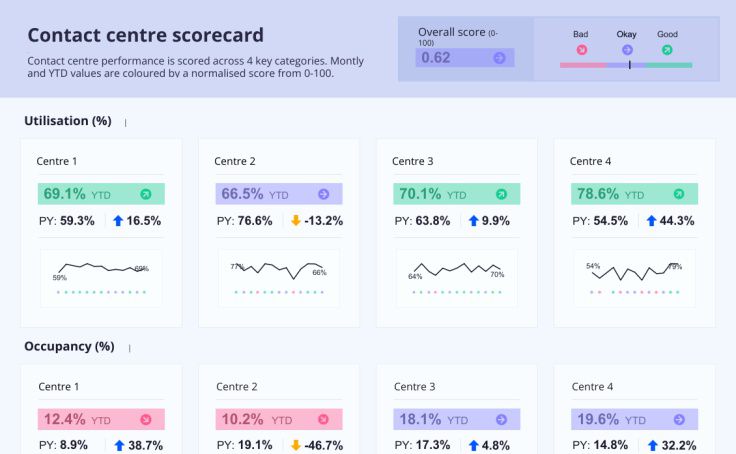 Contact centre scorecard
Contact centre performance is scored across 4 key categories. Montly
and YTD values are coloured by a normalised score from 0-100.
Overall score (0-
100)
0.62
Bad Okay Good
Utilisation (%)
Centre 1 Centre 2 Centre 3 Centre 4
69.1% YTD 66.5% YTD 70.1% YTD 78.6% YTD
PY: 59.3% 16.5% PY: 76.6% -13.2% PY: 63.8% 9.9% PY: 54.5% 44.3%
59% 69% 77% 66% 64% 70% 54% 79%
Occupancy (%)
Centre 1 Centre 2 Centre 3 Centre 4
12.4% YTD 10.2% YTD 18.1% YTD 19.6% YTD
PY: 8.9% 38.7% PY: 19.1% -46.7% PY: 17.3% 4.8% PY: 14.8% 32.2%